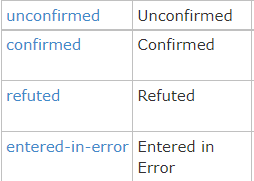 unconfirmed Unconfirmed
confirmed Confirmed
refuted Refuted
entered-in-error Entered in
Error